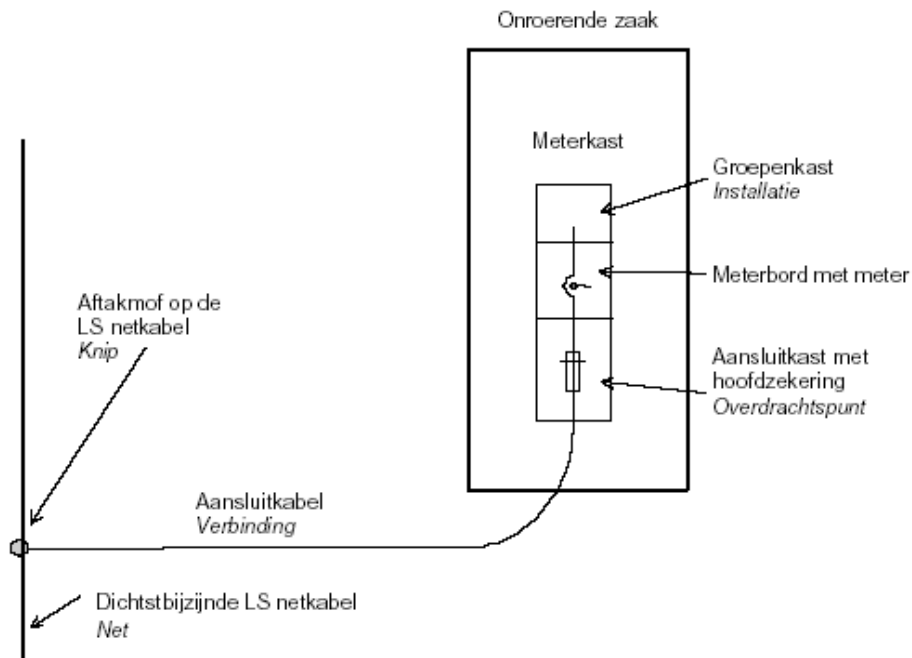 Onroerende zaak
Meterkast
Groepenkast
Installatie
Meterbord met meter
Aansluitkast met
hoofdzekering
Overdrachtspunt
Aftakmof op de
LS netkabel
Knip
Aansluitkabel
Verbinding
Dichtstbijzijnde LS netkabel
Net